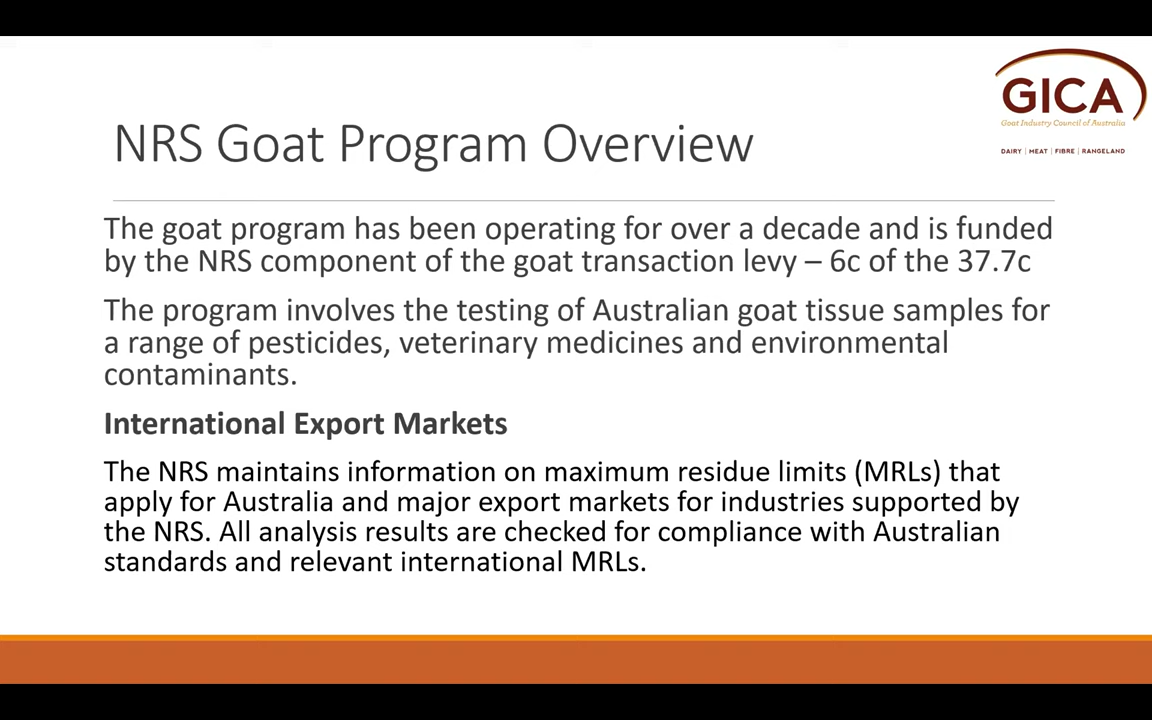 GICA
Goat Industry Council of Australia
DAIRY | MEAT | FIBRE | RANGELAND
NRS Goat Program Overview
The goat program has been operating for over a decade and is funded
by the NRS component of the goat transaction levy – 6c of the 37.7c
The program involves the testing of Australian goat tissue samples for
a range of pesticides, veterinary medicines and environmental
contaminants.
International Export Markets
The NRS maintains information on maximum residue limits (MRLs) that
apply for Australia and major export markets for industries supported by
the NRS. All analysis results are checked for compliance with Australian
standards and relevant international MRLs.